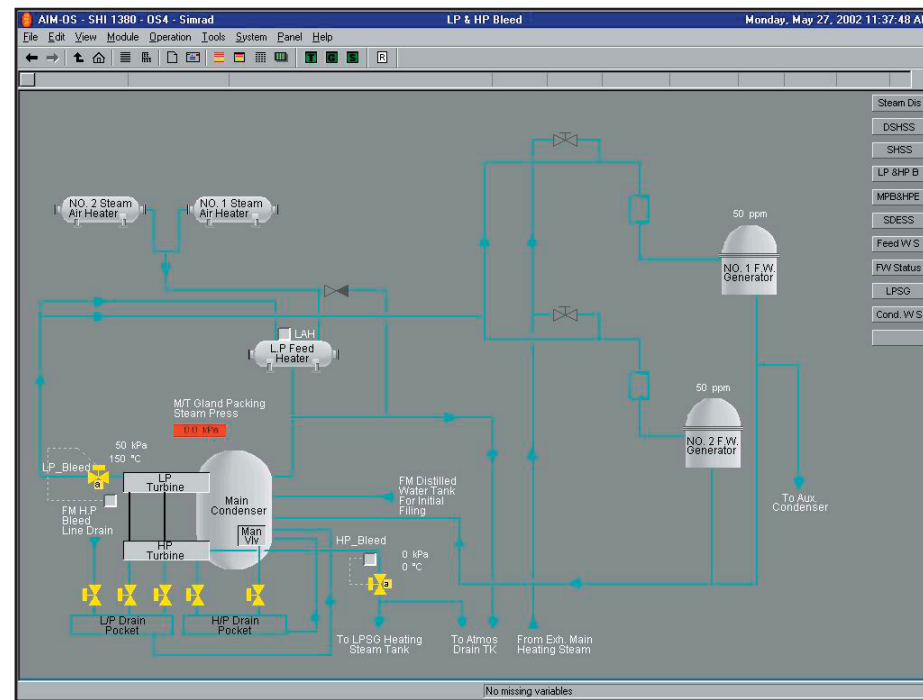 AIM-OS - SHI 1380 - OS4 - Simrad
LP & HP Bleed
Monday, May 27, 2002 11:37:48 A
File Edit View Module Operation Tools System Panel Help
T G S R
Steam Dis
DSHSS
SHSS
LP &HP B
MPB&HPE
SDESS
Feed W S
FW Status
LPSG
Cond. W S
NO. 2 Steam
Air Heater
NO. 1 Steam
Air Heater
50 ppm
NO. 1 F.W.
Generator
LAH
L.P Feed
Heater
M/T Gland Packing
Steam Press
0.0 kPa
50 ppm
NO. 2 F.W.
Generator
50 kPa
150 °C
LP_Bleed
a
LP
Turbine
Main
Condenser
FM Distilled
Water Tank
For Initial
Filing
To Aux.
Condenser
FM H.P
Bleed
Line Drain
Man
Vlv
HP
Turbine
HP_Bleed
0 kPa
0 °C
a
L/P Drain
Pocket
H/P Drain
Pocket
To LPSG Heating
Steam Tank
To Atmos
Drain TK
From Exh. Main
Heating Steam
No missing variables